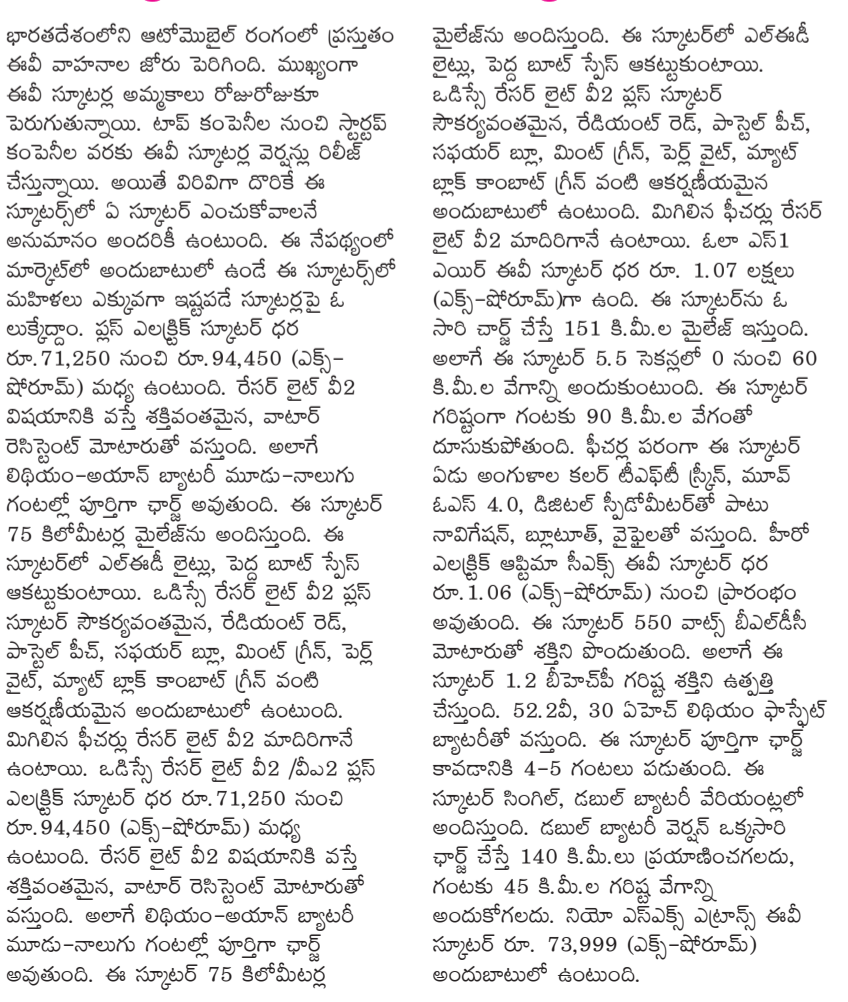 భారతదేశంలోని ఆటోమొబైల్ రంగంలో ప్రస్తుతం
ఈవీ వాహనాల జోరు పెరిగింది. ముఖ్యంగా
ఈవీ స్కూటర్ల అమ్మకాలు రోజురోజుకూ
పెరుగుతున్నాయి. టాప్ కంపెనీల నుంచి స్టార్టప్
కంపెనీల వరకు ఈవీ స్కూటర్ల వెర్షన్లు రిలీజ్
చేస్తున్నాయి. అయితే విరివిగా దొరికే ఈ
స్కూటర్స్‌లో ఏ స్కూటర్ ఎంచుకోవాలనే
అనుమానం అందరికీ ఉంటుంది. ఈ నేపథ్యంలో
మార్కెట్‌లో అందుబాటులో ఉండే ఈ స్కూటర్స్‌లో
మహిళలు ఎక్కువగా ఇష్టపడే స్కూటర్లపై ఓ
లుక్కేద్దాం. ప్లస్ ఎలక్ట్రిక్ స్కూటర్ ధర
రూ.71,250 నుంచి రూ.94,450 (ఎక్స్-
షోరూమ్) మధ్య ఉంటుంది. రేసర్ లైట్ వీ2
విషయానికి వస్తే శక్తివంతమైన, వాటార్
రెసిస్టెంట్ మోటారుతో వస్తుంది. అలాగే
లిథియం-అయాన్ బ్యాటరీ మూడు-నాలుగు
గంటల్లో పూర్తిగా ఛార్జ్ అవుతుంది. ఈ స్కూటర్
75 కిలోమీటర్ల మైలేజ్‌ను అందిస్తుంది. ఈ
స్కూటర్‌లో ఎల్ఈడీ లైట్లు, పెద్ద బూట్ స్పేస్
ఆకట్టుకుంటాయి. ఒడిస్సే రేసర్ లైట్ వీ2 ప్లస్
స్కూటర్ సౌకర్యవంతమైన, రేడియంట్ రెడ్,
పాస్టెల్ పీచ్, సఫయర్ బ్లూ, మింట్ గ్రీన్, పెర్ల్
వైట్, మ్యాట్ బ్లాక్ కాంబాట్ గ్రీన్ వంటి
ఆకర్షణీయమైన అందుబాటులో ఉంటుంది.
మిగిలిన ఫీచర్లు రేసర్ లైట్ వీ2 మాదిరిగానే
ఉంటాయి. ఒడిస్సే రేసర్ లైట్ వీ2 /వీఎ2 ప్లస్
ఎలక్ట్రిక్ స్కూటర్ ధర రూ.71,250 నుంచి
రూ.94,450 (ఎక్స్-షోరూమ్) మధ్య
ఉంటుంది. రేసర్ లైట్ వీ2 విషయానికి వస్తే
శక్తివంతమైన, వాటార్ రెసిస్టెంట్ మోటారుతో
వస్తుంది. అలాగే లిథియం-అయాన్ బ్యాటరీ
మూడు-నాలుగు గంటల్లో పూర్తిగా ఛార్జ్
అవుతుంది. ఈ స్కూటర్ 75 కిలోమీటర్ల
మైలేజ్‌ను అందిస్తుంది. ఈ స్కూటర్‌లో ఎల్ఈడీ
లైట్లు, పెద్ద బూట్ స్పేస్ ఆకట్టుకుంటాయి.
ఒడిస్సే రేసర్ లైట్ వీ2 ప్లస్ స్కూటర్
సౌకర్యవంతమైన, రేడియంట్ రెడ్, పాస్టెల్ పీచ్,
సఫయర్ బ్లూ, మింట్ గ్రీన్, పెర్ల్ వైట్, మ్యాట్
బ్లాక్ కాంబాట్ గ్రీన్ వంటి ఆకర్షణీయమైన
అందుబాటులో ఉంటుంది. మిగిలిన ఫీచర్లు రేసర్
లైట్ వీ2 మాదిరిగానే ఉంటాయి. ఓలా ఎస్1
ఎయిర్ ఈవీ స్కూటర్ ధర రూ. 1.07 లక్షలు
(ఎక్స్-షోరూమ్)గా ఉంది. ఈ స్కూటర్‌ను ఓ
సారి చార్జ్ చేస్తే 151 కి.మీ.ల మైలేజ్ ఇస్తుంది.
అలాగే ఈ స్కూటర్ 5.5 సెకన్లలో 0 నుంచి 60
కి.మీ.ల వేగాన్ని అందుకుంటుంది. ఈ స్కూటర్
గరిష్టంగా గంటకు 90 కి.మీ.ల వేగంతో
దూసుకుపోతుంది. ఫీచర్ల పరంగా ఈ స్కూటర్
ఏడు అంగుళాల కలర్ టీఎఫ్‌టీ స్క్రీన్, మూవ్
ఓఎస్ 4.0, డిజిటల్ స్పీడోమీటర్‌తో పాటు
నావిగేషన్, బ్లూటూత్, వైఫైలతో వస్తుంది. హీరో
ఎలక్ట్రిక్ ఆప్టిమా సీఎక్స్ ఈవీ స్కూటర్ ధర
రూ.1.06 (ఎక్స్-షోరూమ్) నుంచి ప్రారంభం
అవుతుంది. ఈ స్కూటర్ 550 వాట్స్ బీఎల్‌డీసీ
మోటారుతో శక్తిని పొందుతుంది. అలాగే ఈ
స్కూటర్ 1.2 బీహెచ్‌పీ గరిష్ట శక్తిని ఉత్పత్తి
చేస్తుంది. 52.2వీ, 30 ఏహెచ్ లిథియం ఫాస్ఫేట్
బ్యాటరీతో వస్తుంది. ఈ స్కూటర్ పూర్తిగా ఛార్జ్
కావడానికి 4-5 గంటలు పడుతుంది. ఈ
స్కూటర్ సింగిల్, డబుల్ బ్యాటరీ వేరియంట్లలో
అందిస్తుంది. డబుల్ బ్యాటరీ వెర్షన్ ఒక్కసారి
ఛార్జ్ చేస్తే 140 కి.మీ.లు ప్రయాణించగలదు,
గంటకు 45 కి.మీ.ల గరిష్ట వేగాన్ని
అందుకోగలదు. నియో ఎస్ఎక్స్ ఎట్రాన్స్ ఈవీ
స్కూటర్ రూ. 73,999 (ఎక్స్-షోరూమ్)
అందుబాటులో ఉంటుంది.